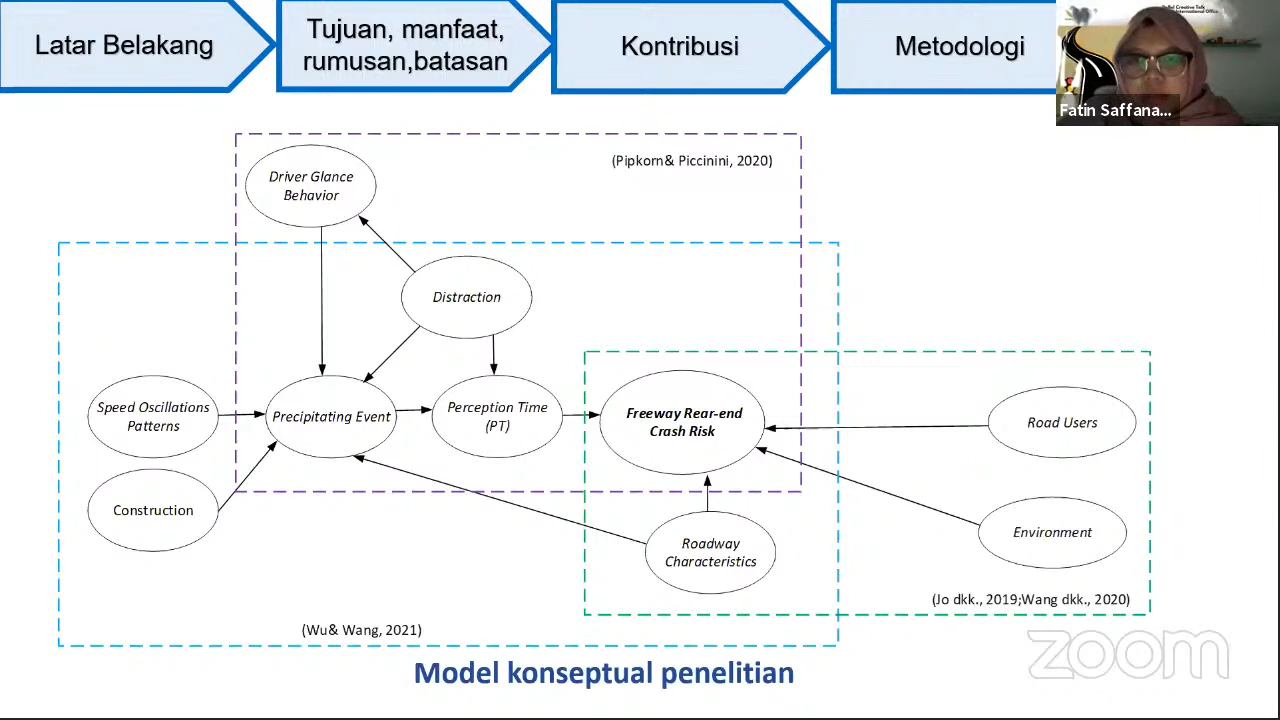 Latar Belakang
Tujuan, manfaat,
rumusan,batasan
Kontribusi
Metodologi
Fatin Saffana...
(Pipkorn& Piccinini, 2020)
Driver Glance
Behavior
Distraction
Speed Oscillations
Patterns
Precipitating Event
Perception Time
(PT)
Freeway Rear-end
Crash Risk
Road Users
Construction
Roadway
Characteristics
Environment
(Jo dkk., 2019;Wang dkk., 2020)
(Wu& Wang, 2021)
Model konseptual penelitian
zoom